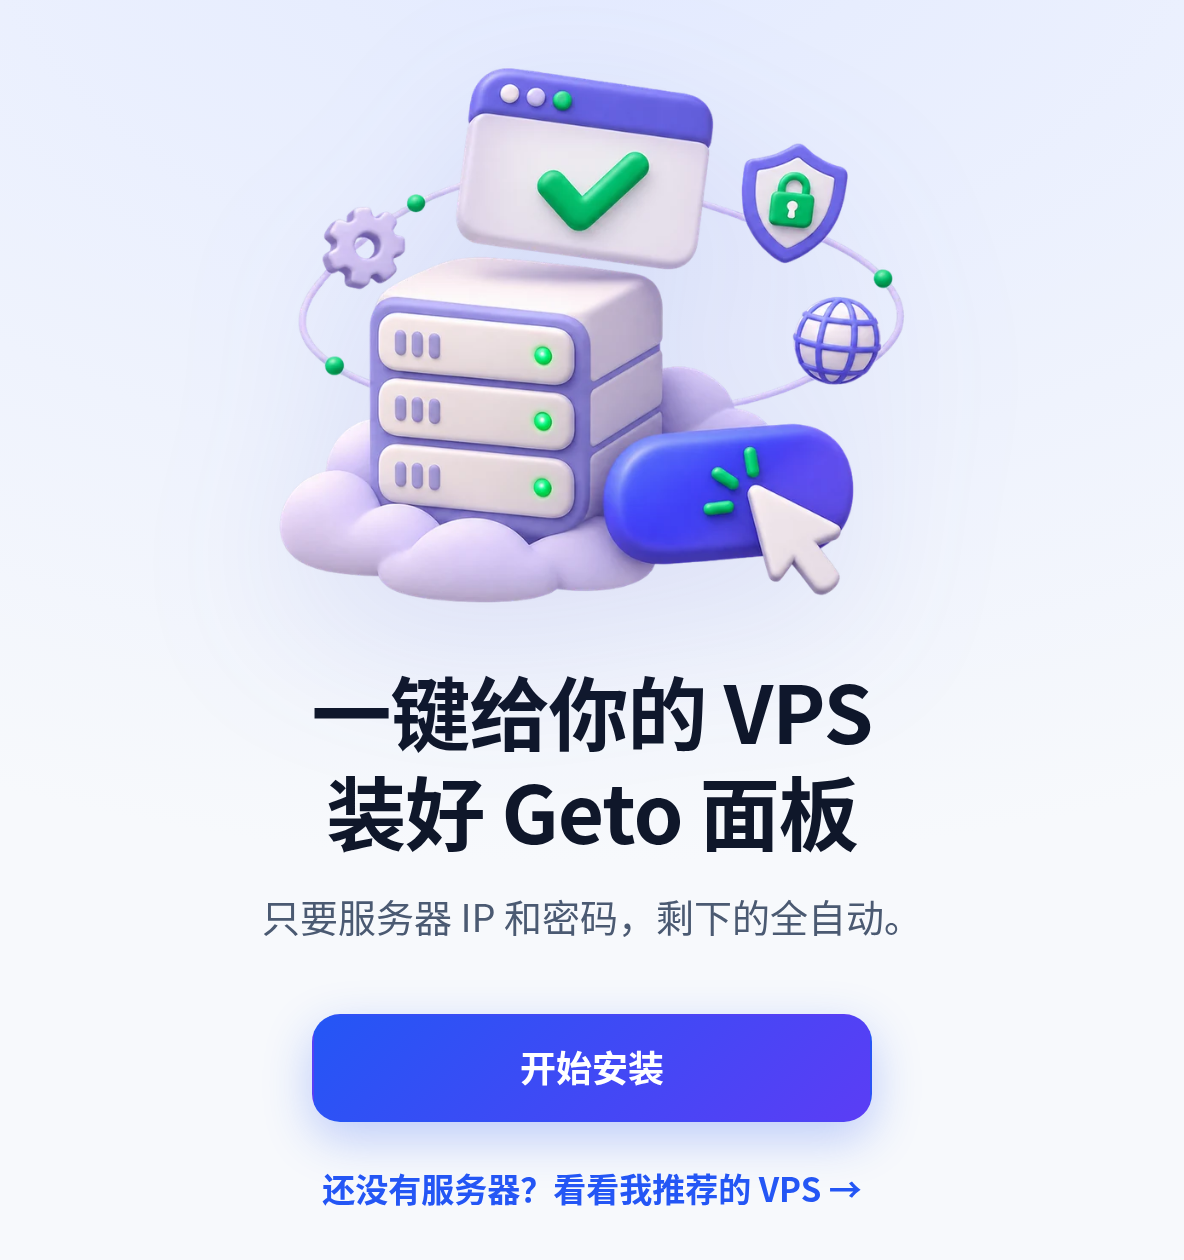 一键给你的 VPS
装好 Geto 面板
只要服务器 IP 和密码，剩下的全自动。
开始安装
还没有服务器？看看我推荐的 VPS →